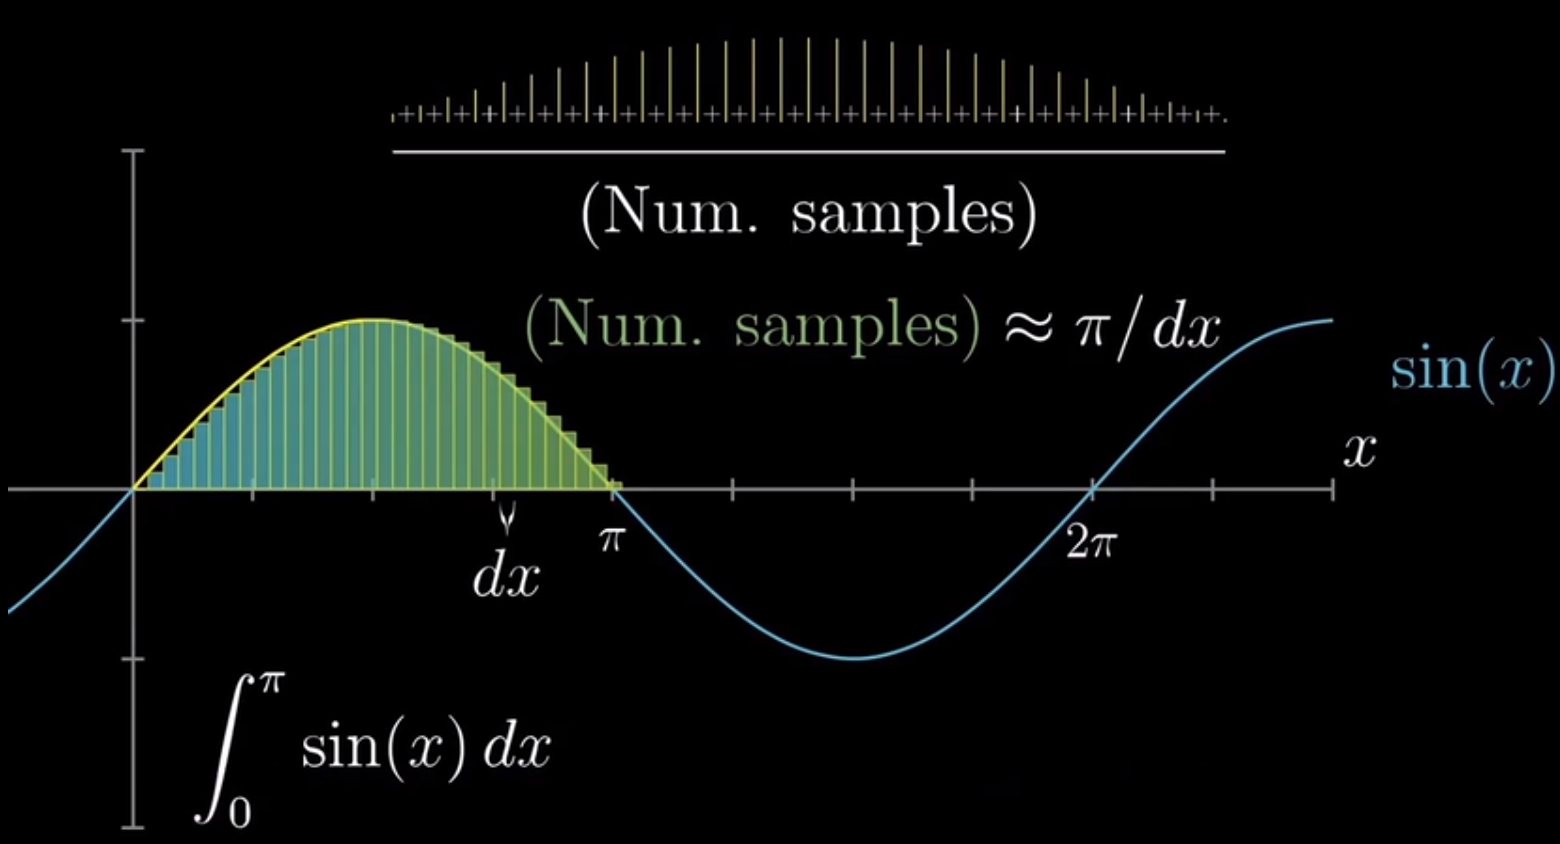 (Num. samples)
(Num. samples) ≈ π/dx
sin(x)
x
π
2π
dx
∫₀^π sin(x) dx